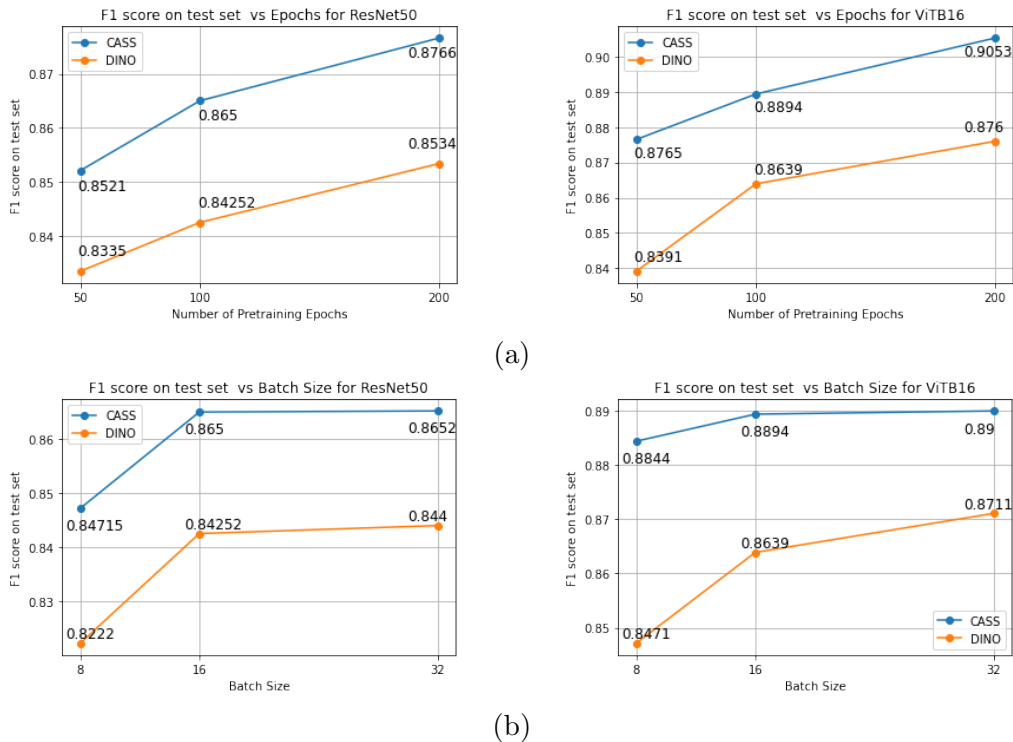 F1 score on test set  vs Epochs for ResNet50
CASS
DINO
0.8521
0.865
0.8766
0.8335
0.84252
0.8534
0.87
0.86
0.85
0.84
F1 score on test set
50
100
200
Number of Pretraining Epochs
F1 score on test set  vs Epochs for ViTB16
CASS
DINO
0.8765
0.8894
0.9053
0.8391
0.8639
0.876
0.90
0.89
0.88
0.87
0.86
0.85
0.84
F1 score on test set
50
100
200
Number of Pretraining Epochs
(a)
F1 score on test set  vs Batch Size for ResNet50
CASS
DINO
0.84715
0.865
0.8652
0.8222
0.84252
0.844
0.86
0.85
0.84
0.83
F1 score on test set
8
16
32
Batch Size
F1 score on test set  vs Batch Size for ViTB16
0.8844
0.8894
0.89
0.8471
0.8639
0.8711
0.89
0.88
0.87
0.86
0.85
F1 score on test set
CASS
DINO
8
16
32
Batch Size
(b)